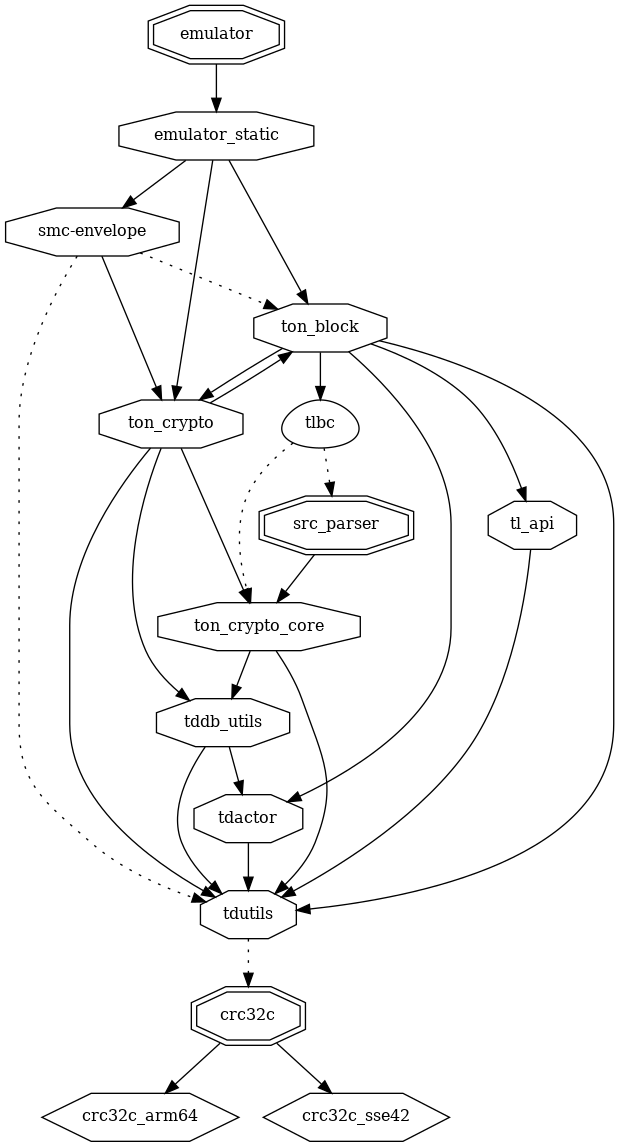 emulator
emulator_static
smc-envelope
ton_block
ton_crypto
tlbc
src_parser
tl_api
ton_crypto_core
tddb_utils
tdactor
tdutils
crc32c
crc32c_arm64
crc32c_sse42